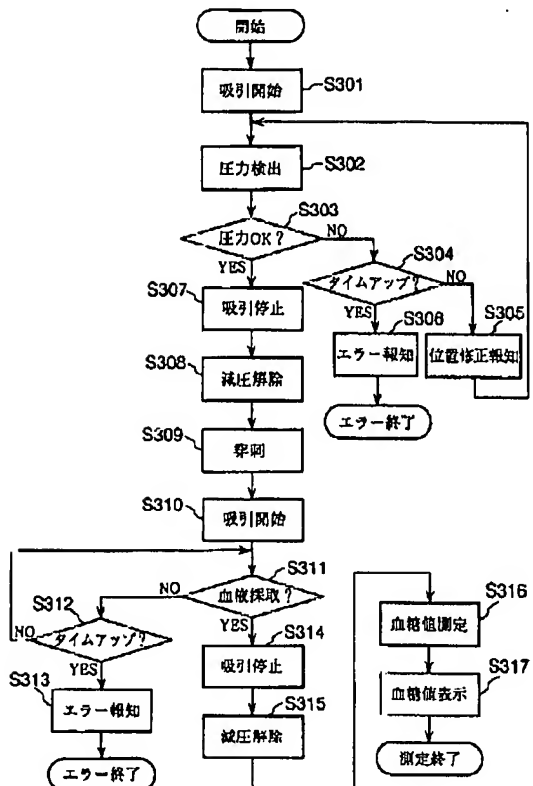 開始
吸引開始
S301
圧力検出
S302
圧力OK?
S303
NO
YES
タイムアップ?
S304
NO
YES
S305
位置修正報知
S306
エラー報知
エラー終了
S307
吸引停止
S308
減圧解除
S309
穿刺
S310
吸引開始
血液採取?
S311
NO
YES
S312
タイムアップ?
NO
YES
S313
エラー報知
エラー終了
S314
吸引停止
S315
減圧解除
S316
血糖値測定
S317
血糖値表示
測定終了